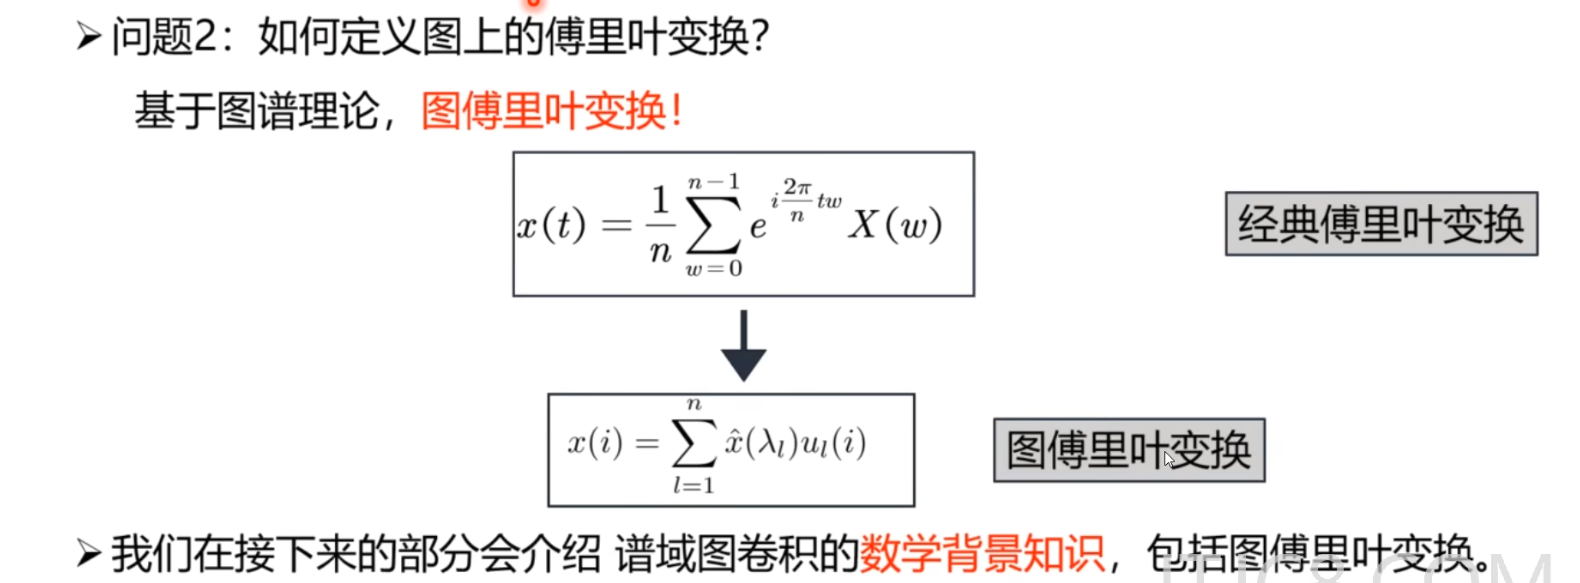 ➢问题2：如何定义图上的傅里叶变换？
基于图谱理论，图傅里叶变换！
x(t) = \frac{1}{n} \sum_{w=0}^{n-1} e^{i\frac{2\pi}{n}tw} X(w)
经典傅里叶变换
x(i) = \sum_{l=1}^{n} \hat{x}(\lambda_l)u_l(i)
图傅里叶变换
➢我们在接下来的部分会介绍 谱域图卷积的数学背景知识，包括图傅里叶变换。